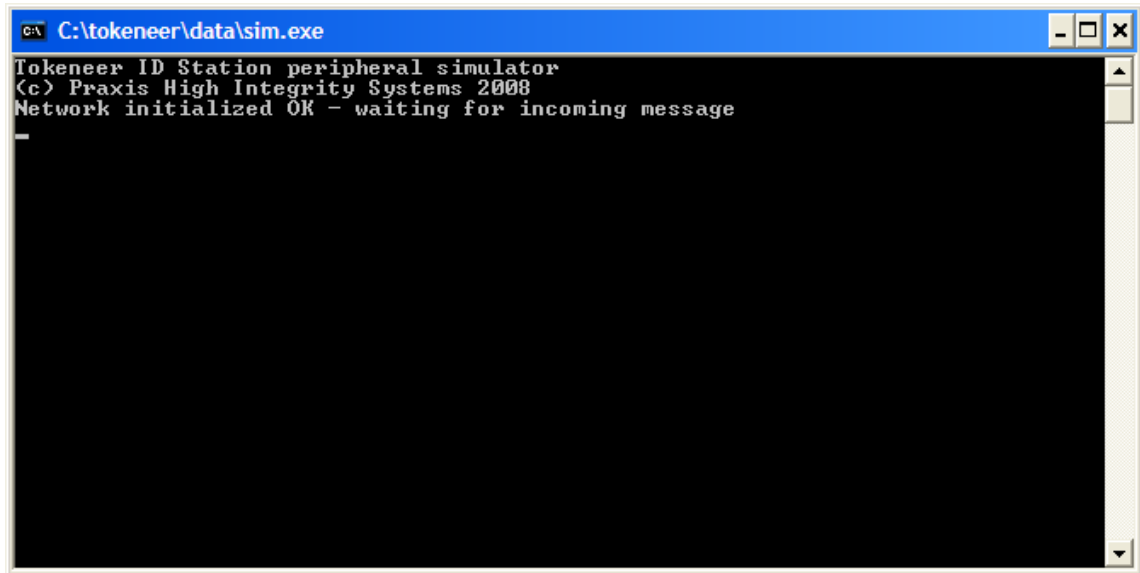 C:\tokeneer\data\sim.exe
Tokeneer ID Station peripheral simulator
(c) Praxis High Integrity Systems 2008
Network initialized OK - waiting for incoming message